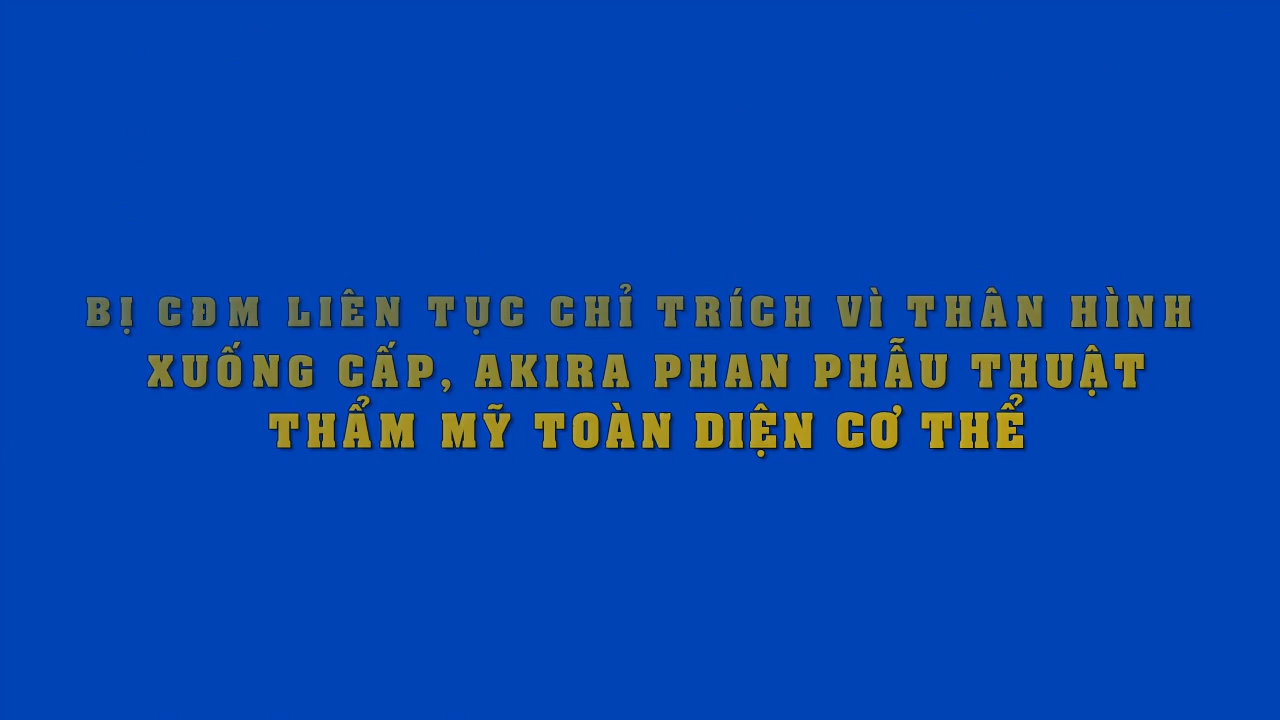 BỊ CĐM LIÊN TỤC CHỈ TRÍCH VÌ THÂN HÌNH
XUỐNG CẤP, AKIRA PHAN PHẪU THUẬT
THẨM MỸ TOÀN DIỆN CƠ THỂ